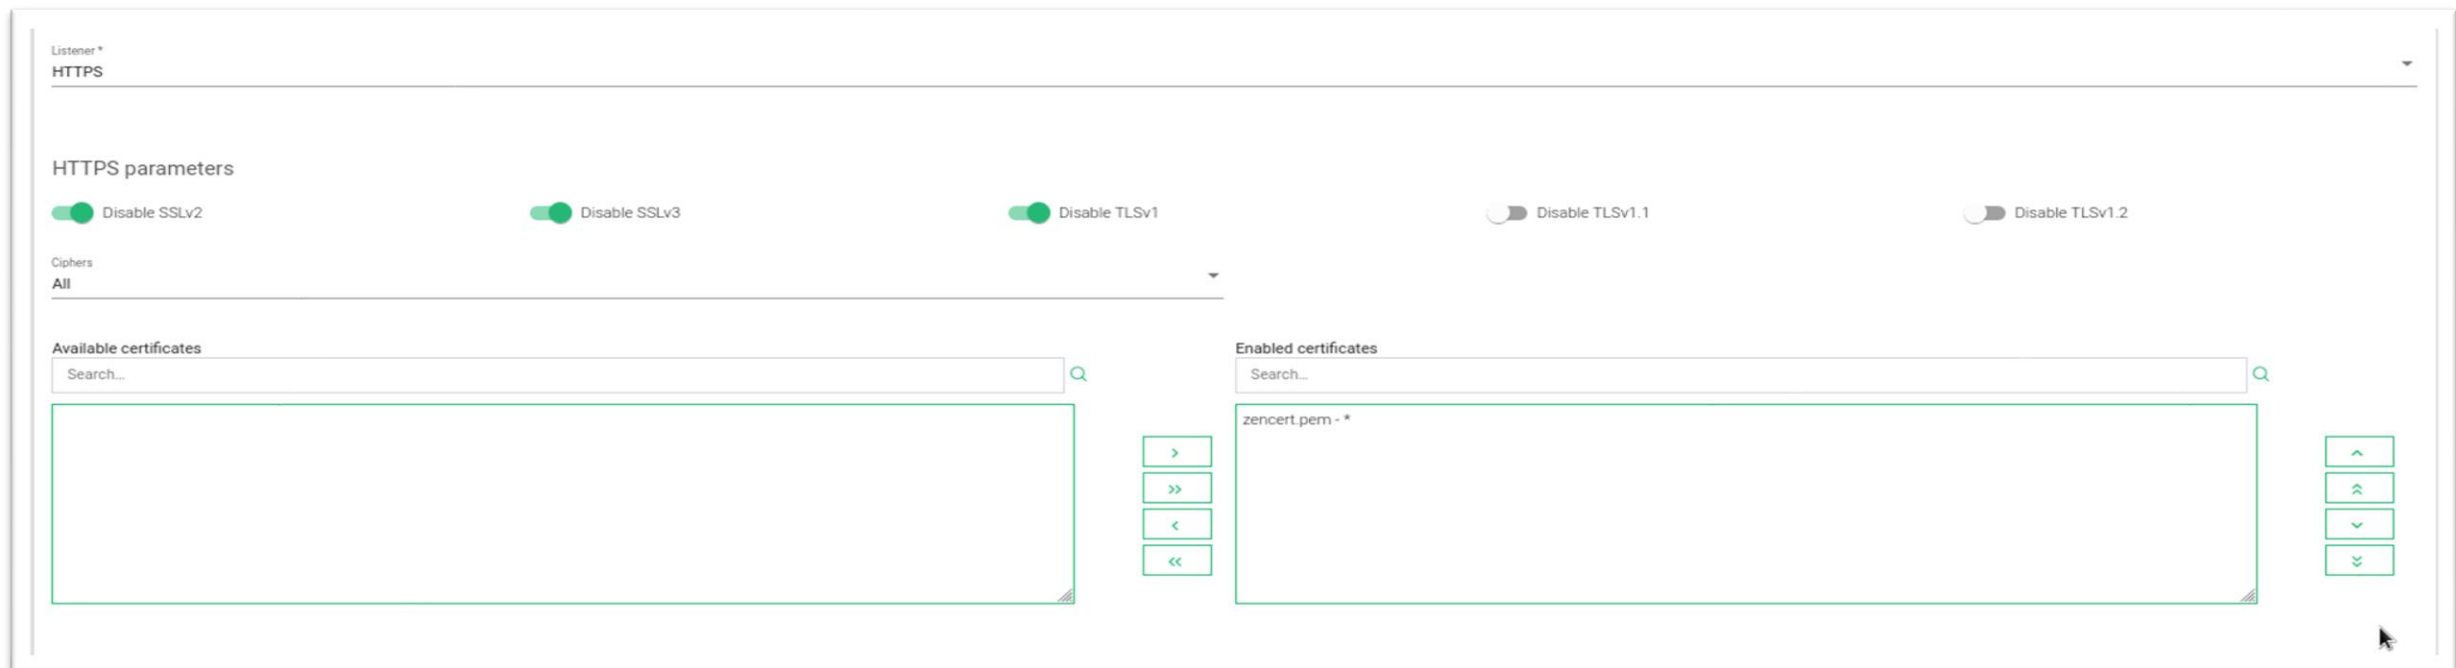 Listener *
HTTPS
HTTPS parameters
Disable SSLv2 Disable SSLv3 Disable TLSv1 Disable TLSv1.1 Disable TLSv1.2
Ciphers
All
Available certificates Enabled certificates
Search... Search...
zencert.pem - *